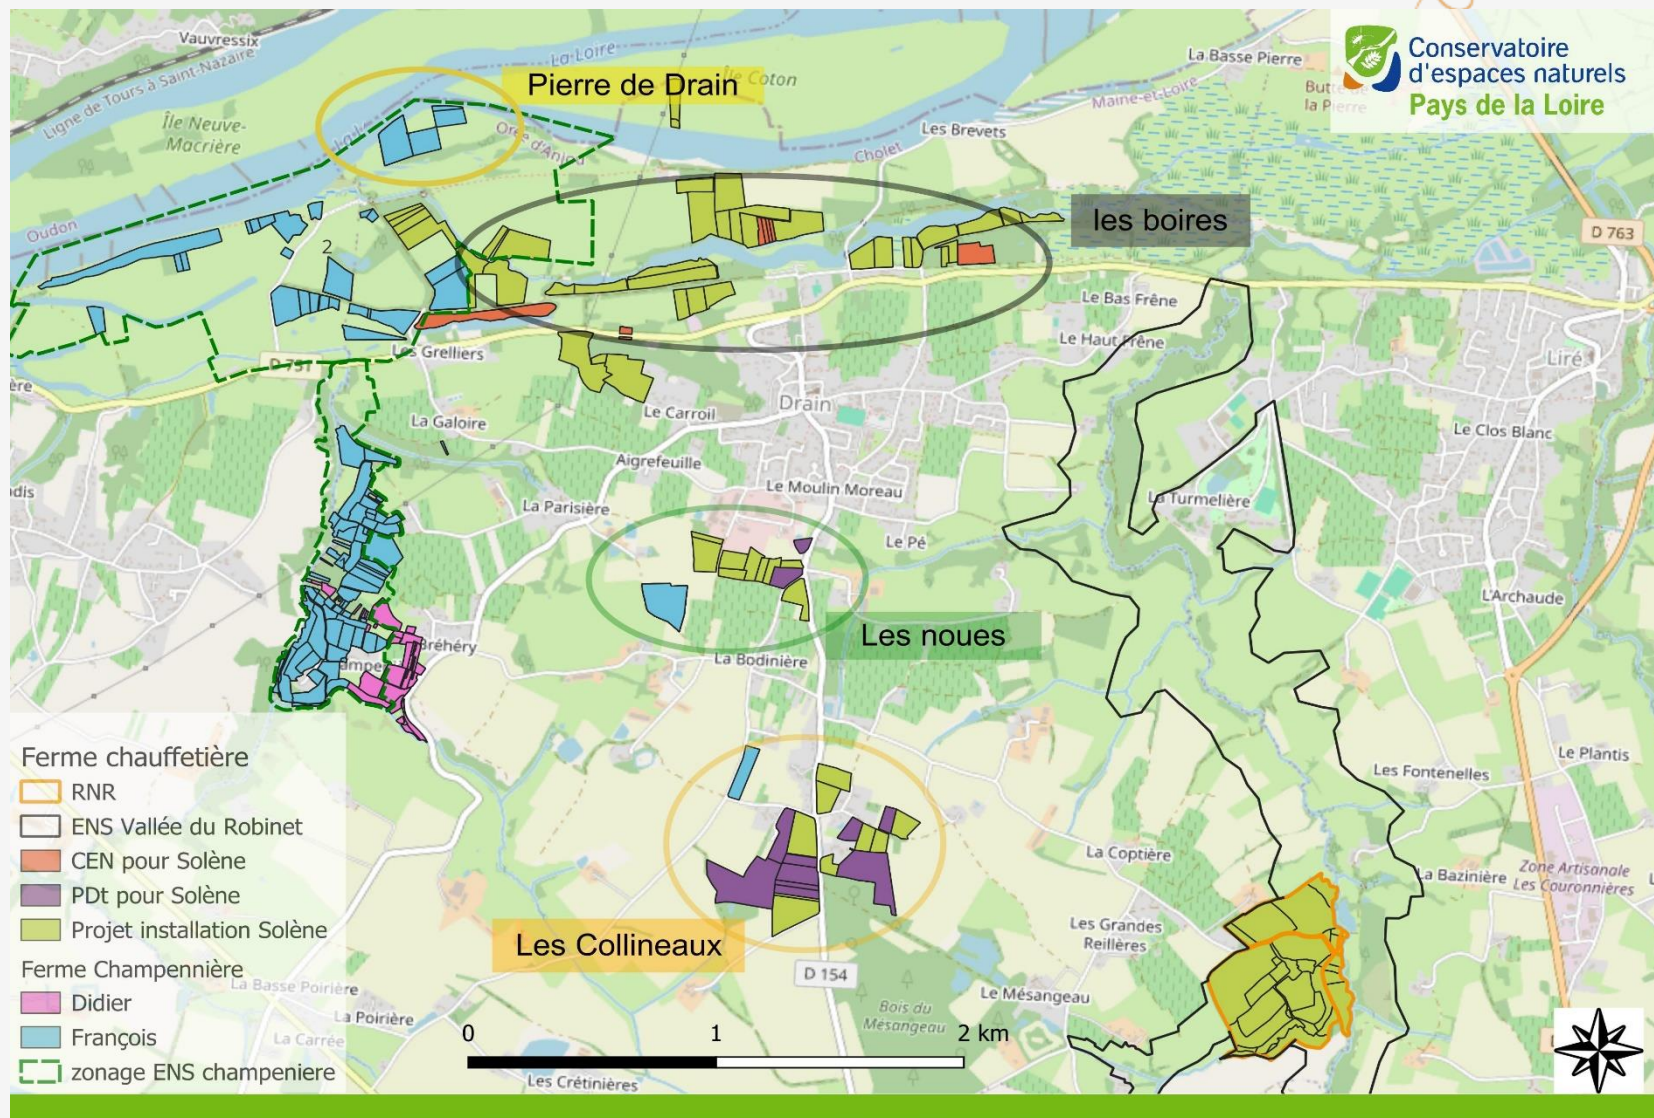 Vauvressix
Ligne de Tours à Saint-Nazaire
La Loire
Pierre de Drain
Île Coton
La Basse Pierre
Conservatoire
d'espaces naturels
Pays de la Loire
Maine-et-Loire
Île Neuve-
Macrière
Orée d'Anjou
Les Brevets
Cholet
Oudon
les boires
D 763
2
Le Bas Frêne
Le Haut Frêne
Les Grelliers
D 751
Liré
Le Carroil
Drain
La Galoire
Le Clos Blanc
Aigrefeuille
Le Moulin Moreau
La Parisière
La Turmelière
Le Pé
L'Archaude
Les noues
Bréhéry
La Bodinière
Le Plantis
Les Fontenelles
La Coptière
La Bazinière
Zone Artisanale
Les Couronnières
Les Grandes
Reillères
Les Collineaux
D 154
Le Mésangeau
Bois du
Mésangeau
La Basse Poirière
La Poirière
La Carrée
Les Crétinières
Ferme chauffetière
RNR
ENS Vallée du Robinet
CEN pour Solène
PDt pour Solène
Projet installation Solène
Ferme Champennière
Didier
François
zonage ENS champeniere
0 1 2 km